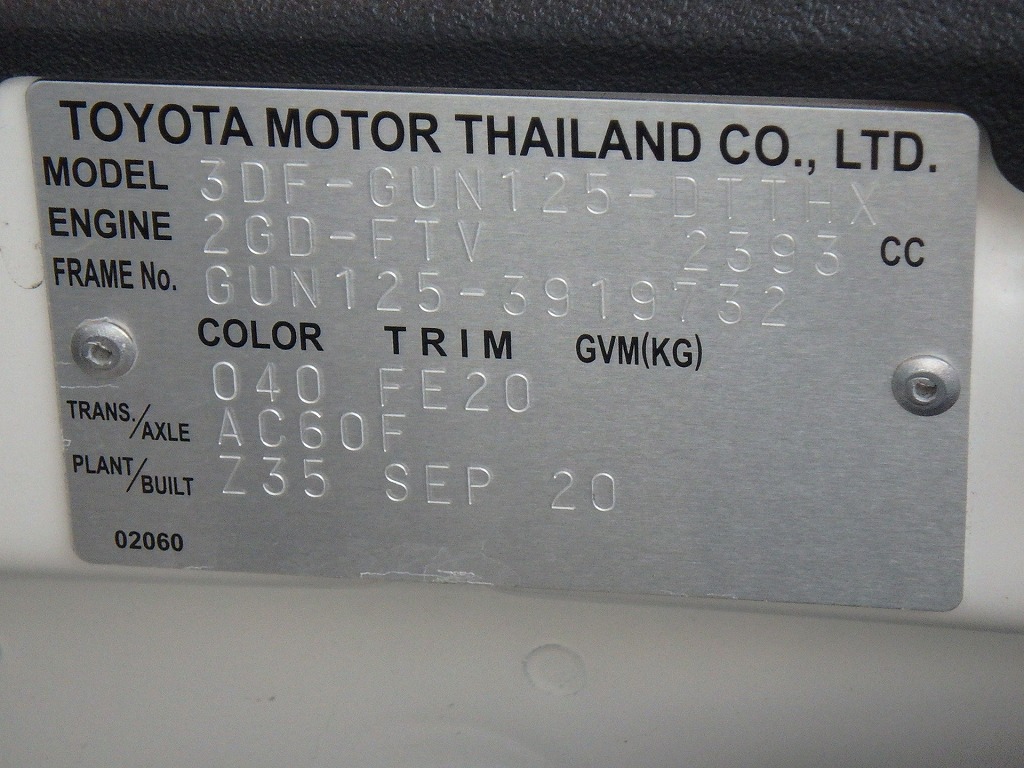 TOYOTA MOTOR THAILAND CO., LTD.
MODEL 3DF-GUN125-DTTHX
ENGINE 2GD-FTV 2393 CC
FRAME No. GUN125-3919732
COLOR TRIM GVM(KG)
040 FE20
TRANS./AXLE AC60F
PLANT/BUILT Z35 SEP 20
02060